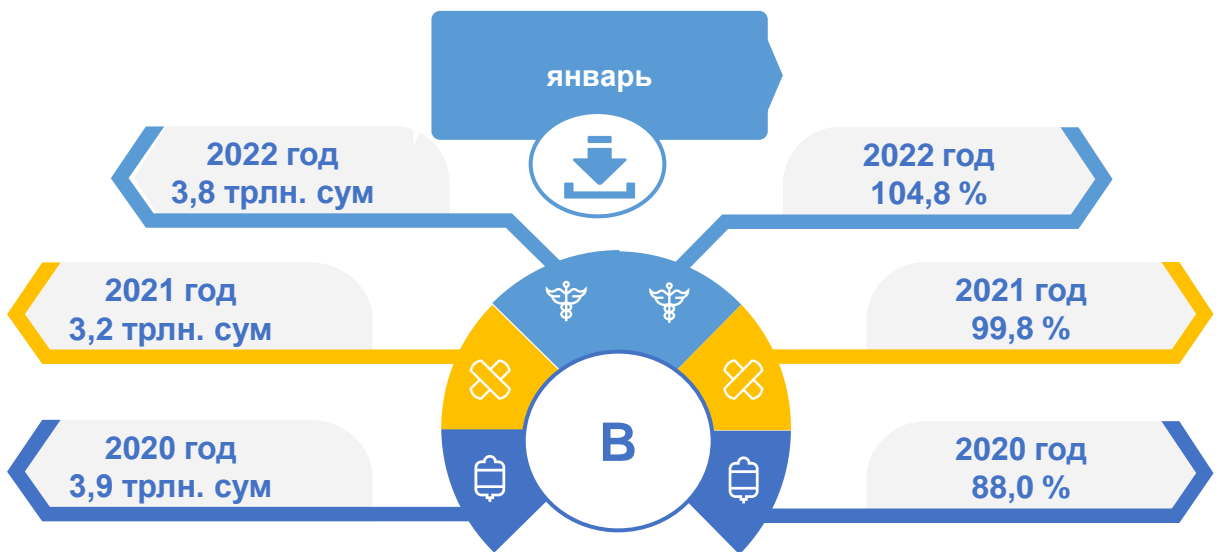 январь
2022 год
3,8 трлн. сум
2022 год
104,8 %
2021 год
3,2 трлн. сум
2021 год
99,8 %
2020 год
3,9 трлн. сум
В
2020 год
88,0 %